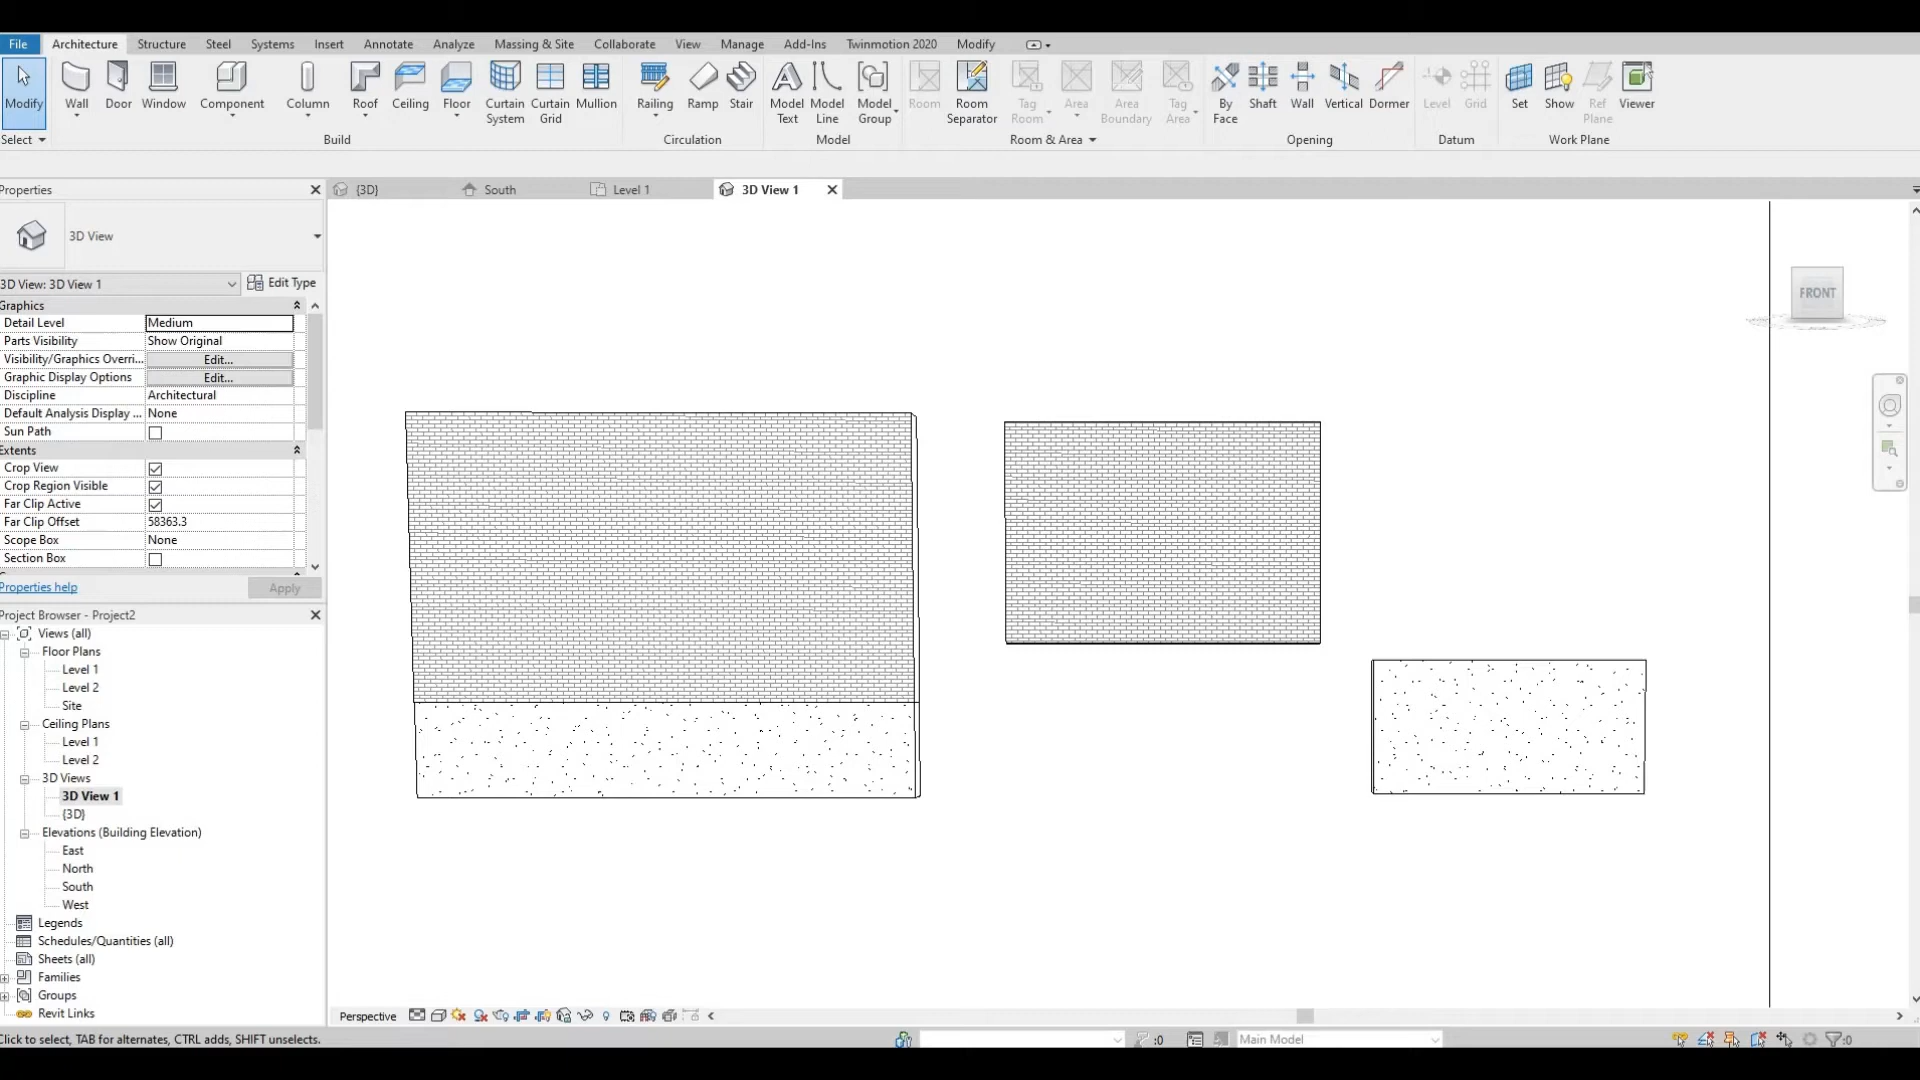 File Architecture Structure Steel Systems Insert Annotate Analyze Massing & Site Collaborate View Manage Add-Ins Twinmotion 2020 Modify
Modify Wall Door Window Component Column Roof Ceiling Floor Curtain System Curtain Grid Mullion Railing Ramp Stair Model Text Model Line Model Group Room Room Separator Tag Room Area Area Boundary Tag Area By Face Shaft Wall Vertical Dormer Level Grid Set Show Ref Plane Viewer
Select Build Circulation Model Room & Area Opening Datum Work Plane
Properties
{3D} South Level 1 3D View 1
3D View
3D View: 3D View 1 Edit Type
Graphics
Detail Level Medium
Parts Visibility Show Original
Visibility/Graphics Overri... Edit...
Graphic Display Options Edit...
Discipline Architectural
Default Analysis Display ... None
Sun Path
Extents
Crop View
Crop Region Visible
Far Clip Active
Far Clip Offset 58363.3
Scope Box None
Section Box
Properties help Apply
FRONT
Project Browser - Project2
Views (all)
Floor Plans
Level 1
Level 2
Site
Ceiling Plans
Level 1
Level 2
3D Views
3D View 1
{3D}
Elevations (Building Elevation)
East
North
South
West
Legends
Schedules/Quantities (all)
Sheets (all)
Families
Groups
Revit Links
Perspective
Click to select, TAB for alternates, CTRL adds, SHIFT unselects. :0 Main Model :0